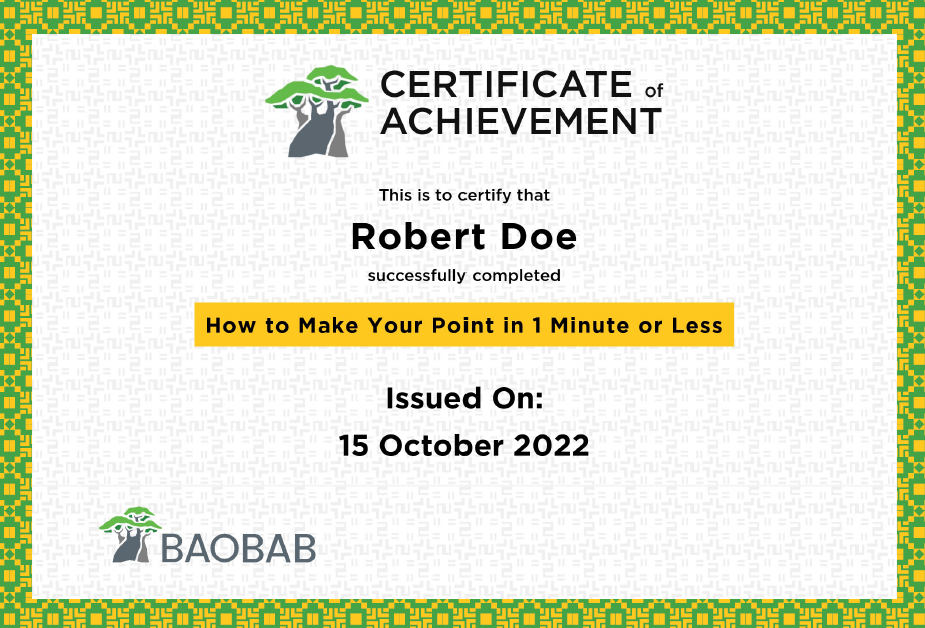 CERTIFICATE of
ACHIEVEMENT
This is to certify that
Robert Doe
successfully completed
How to Make Your Point in 1 Minute or Less
Issued On:
15 October 2022
BAOBAB